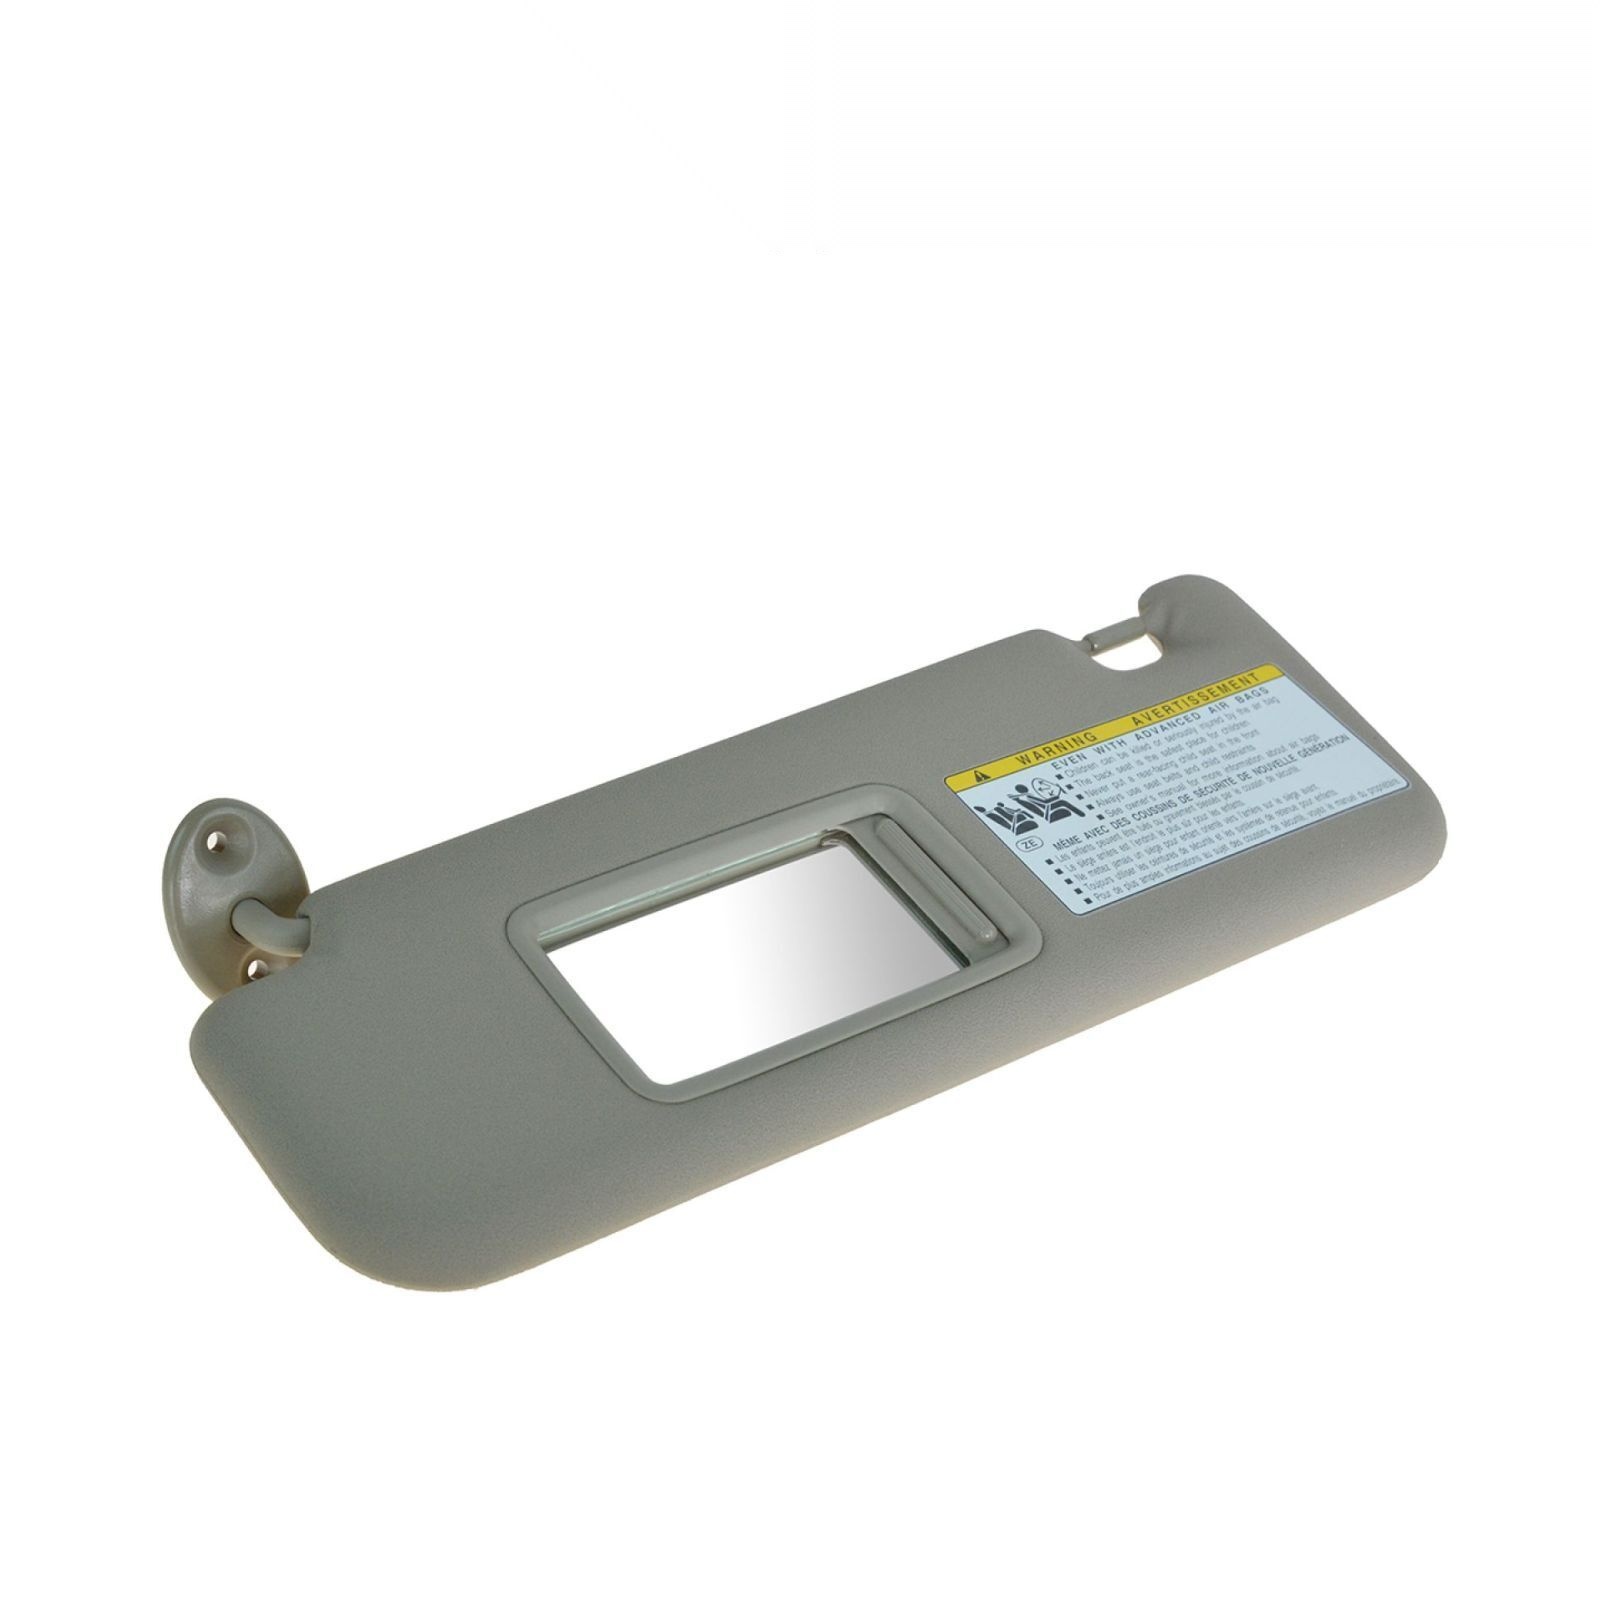 WARNING AVERTISSEMENT
EVEN WITH ADVANCED AIR BAGS
■ Children can be killed or seriously injured by the air bag
■ The back seat is the safest place for children
■ Never put a rear-facing child seat in the front
■ Always use seat belts and child restraints
■ See owner's manual for more information about air bags
MÊME AVEC DES COUSSINS DE SÉCURITÉ DE NOUVELLE GÉNÉRATION
ZE
■ Les enfants peuvent être tués ou grièvement blessés par le coussin de sécurité.
■ Le siège arrière est l'endroit le plus sûr pour les enfants.
■ Ne mettez jamais un siège pour enfant orienté vers l'arrière sur le siège avant.
■ Toujours utiliser les ceintures de sécurité et les systèmes de retenue pour enfants.
■ Pour de plus amples informations au sujet des coussins de sécurité, voyez le manuel du propriétaire